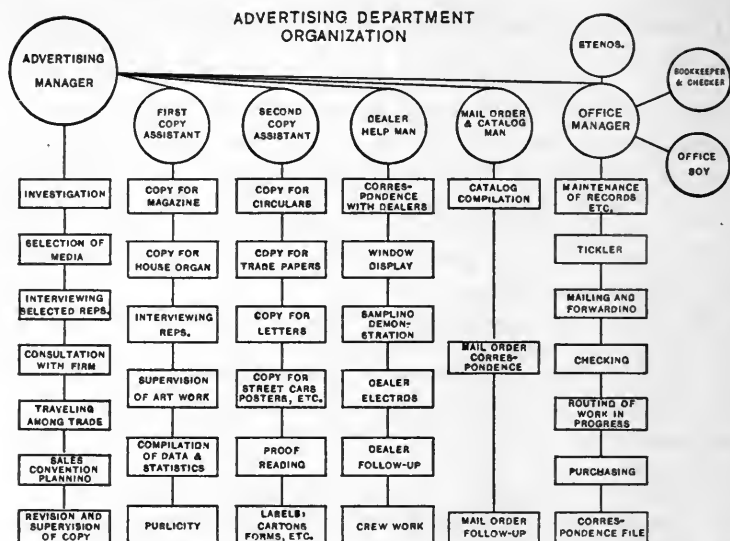 ADVERTISING DEPARTMENT
ORGANIZATION
ADVERTISING
MANAGER
FIRST
COPY
ASSISTANT
SECOND
COPY
ASSISTANT
DEALER
HELP MAN
MAIL ORDER
& CATALOG
MAN
OFFICE
MANAGER
STENOS.
BOOKKEEPER
& CHECKER
OFFICE
BOY
INVESTIGATION
SELECTION OF
MEDIA
INTERVIEWING
SELECTED REPS.
CONSULTATION
WITH FIRM
TRAVELING
AMONG TRADE
SALES
CONVENTION
PLANNING
REVISION AND
SUPERVISION
OF COPY
COPY FOR
MAGAZINE
COPY FOR
HOUSE ORGAN
INTERVIEWING
REPS.
SUPERVISION
OF ART WORK
COMPILATION
OF DATA &
STATISTICS
PUBLICITY
COPY FOR
CIRCULARS
COPY FOR
TRADE PAPERS
COPY FOR
LETTERS
COPY FOR
STREET CARS
POSTERS, ETC.
PROOF
READING
LABELS;
CARTONS
FORMS, ETC.
CORRES-
PONDENCE
WITH DEALERS
WINDOW
DISPLAY
SAMPLING
DEMON-
STRATION
DEALER
ELECTROS
DEALER
FOLLOW-UP
CREW WORK
CATALOG
COMPILATION
MAIL ORDER
CORRES-
PONDENCE
MAIL ORDER
FOLLOW-UP
MAINTENANCE
OF RECORDS
ETC.
TICKLER
MAILING AND
FORWARDING
CHECKING
ROUTING OF
WORK IN
PROGRESS
PURCHASING
CORRES-
PONDENCE FILE